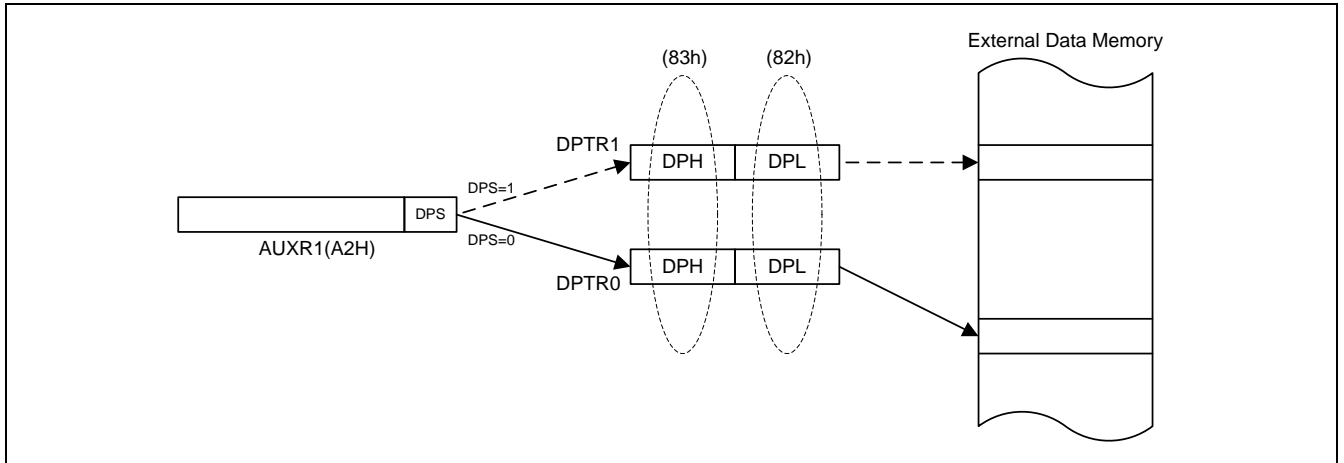 External Data Memory
(83h) (82h)
DPTR1 DPH DPL
DPS=1
DPS
DPS=0
AUXR1(A2H)
DPH DPL
DPTR0